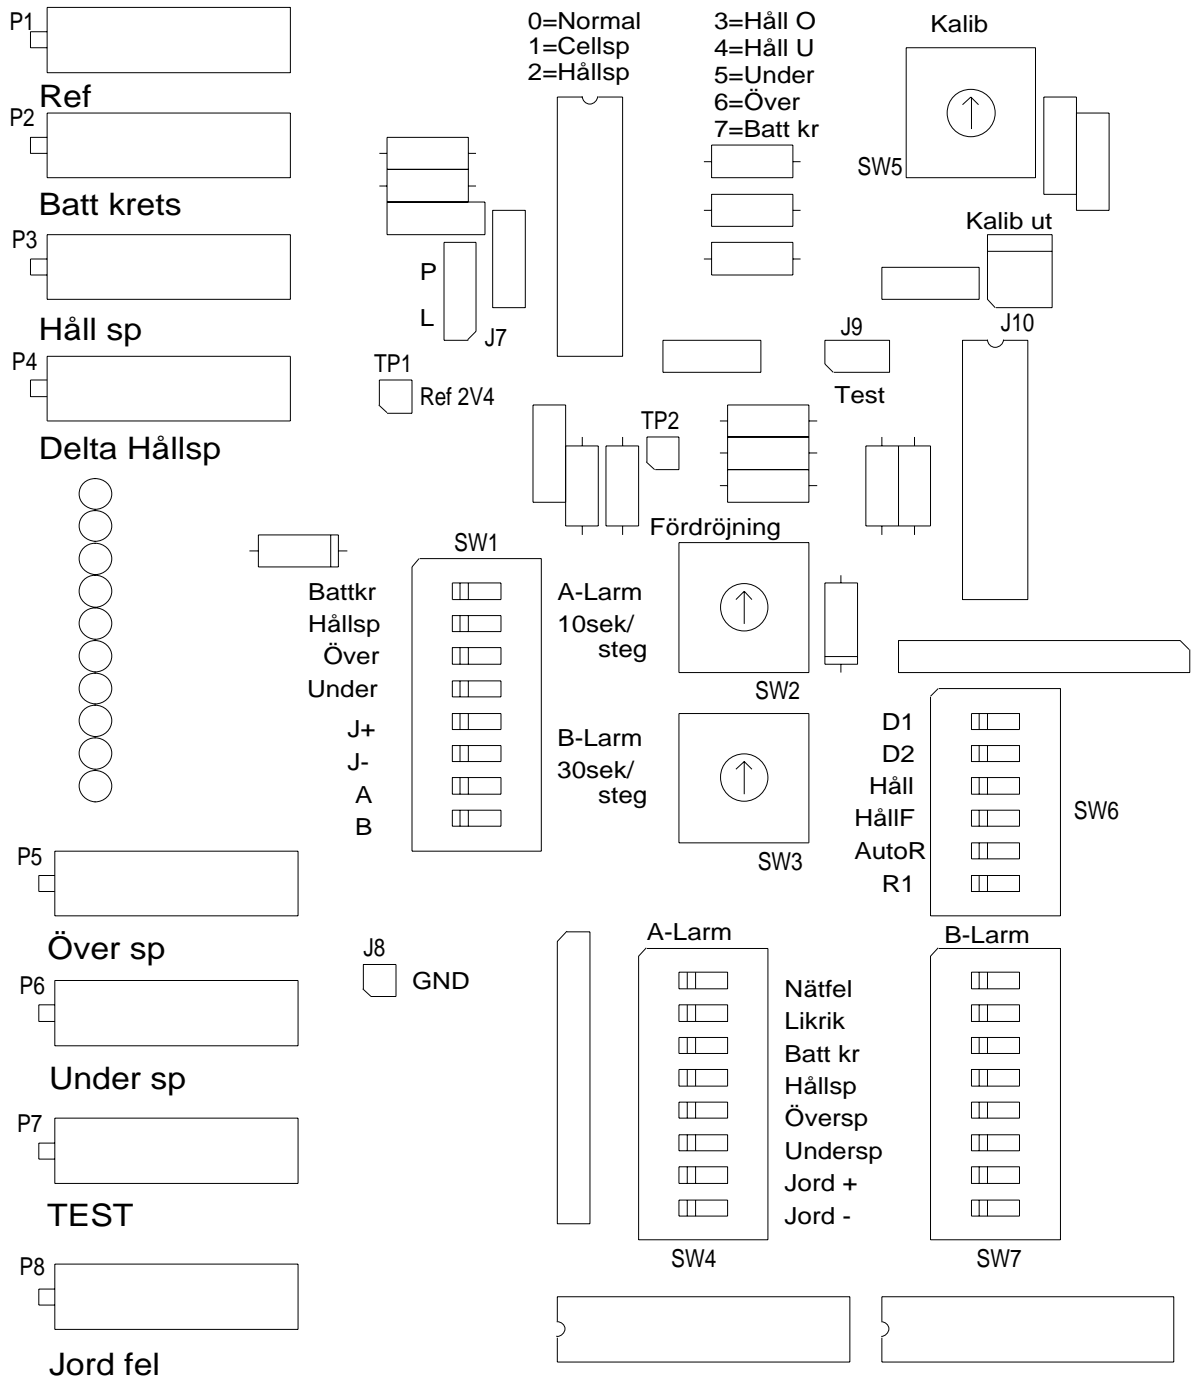 P1
Ref
P2
Batt krets
P3
Håll sp
P4
Delta Hållsp
0=Normal
1=Cellsp
2=Hållsp
3=Håll O
4=Håll U
5=Under
6=Över
7=Batt kr
Kalib
SW5
Kalib ut
J10
P
L
J7
J9
Test
TP1
Ref 2V4
TP2
Fördröjning
SW1
Battkr
Hållsp
Över
Under
J+
J-
A
B
A-Larm
10sek/
steg
SW2
B-Larm
30sek/
steg
SW3
D1
D2
Håll
HållF
AutoR
R1
SW6
P5
Över sp
P6
Under sp
P7
TEST
P8
Jord fel
J8
GND
A-Larm
B-Larm
Nätfel
Likrik
Batt kr
Hållsp
Översp
Undersp
Jord +
Jord -
SW4
SW7